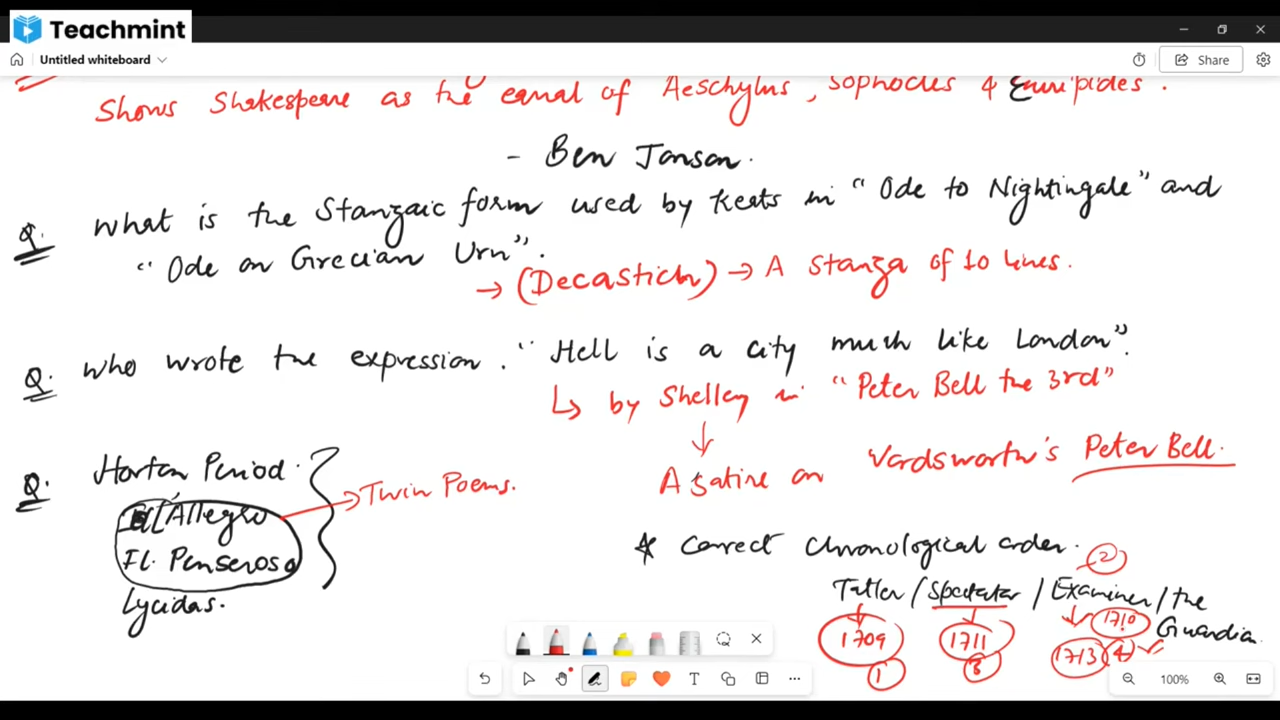 Teachmint
Untitled whiteboard
Share
Shows Shakespeare as the equal of Aeschylus, Sophocles & Euripides.
- Ben Jonson.
Q. What is the Stanzaic form used by Keats in "Ode to Nightingale" and
"Ode on Grecian Urn".
→ (Decastich) → A stanza of 10 lines.
Q. Who wrote the expression. "Hell is a city much like London".
↳ by Shelley in "Peter Bell the 3rd"
↓
A Satire on Wordsworth's Peter Bell.
Q. Horton Period.
L'Allegro
→ Twin Poems.
Il. Penseroso
Lycidas.
* Correct chronological order.
Tatler / Spectator / Examiner / the
Guardian
2
1709 1711 1710
1713
1 3 4
100%